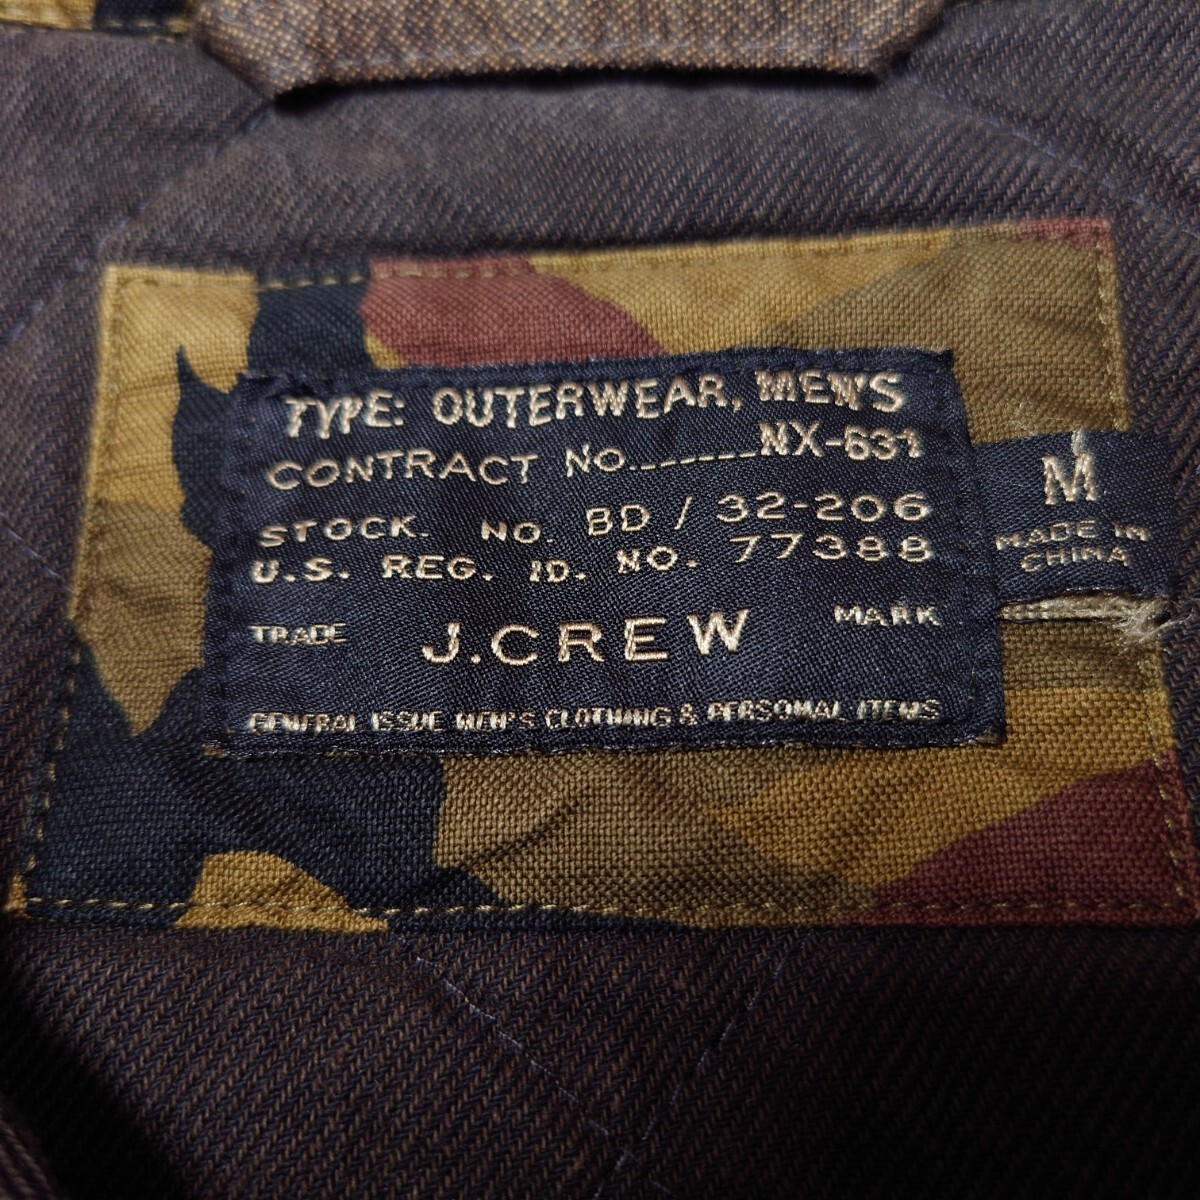 TYPE: OUTERWEAR, MEN'S
CONTRACT No........NX-631
STOCK. NO. BD / 32-206
U.S. REG. ID. NO. 77388
TRADE J.CREW MARK
GENERAL ISSUE MEN'S CLOTHING & PERSONAL ITEMS
M
MADE IN
CHINA